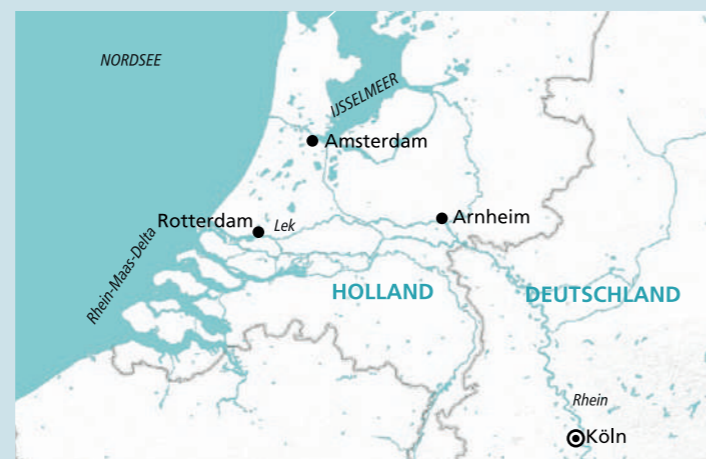 NORDSEE
IJSSELMEER
Amsterdam
Rotterdam
Lek
Arnheim
Rhein-Maas-Delta
HOLLAND
DEUTSCHLAND
Rhein
Köln